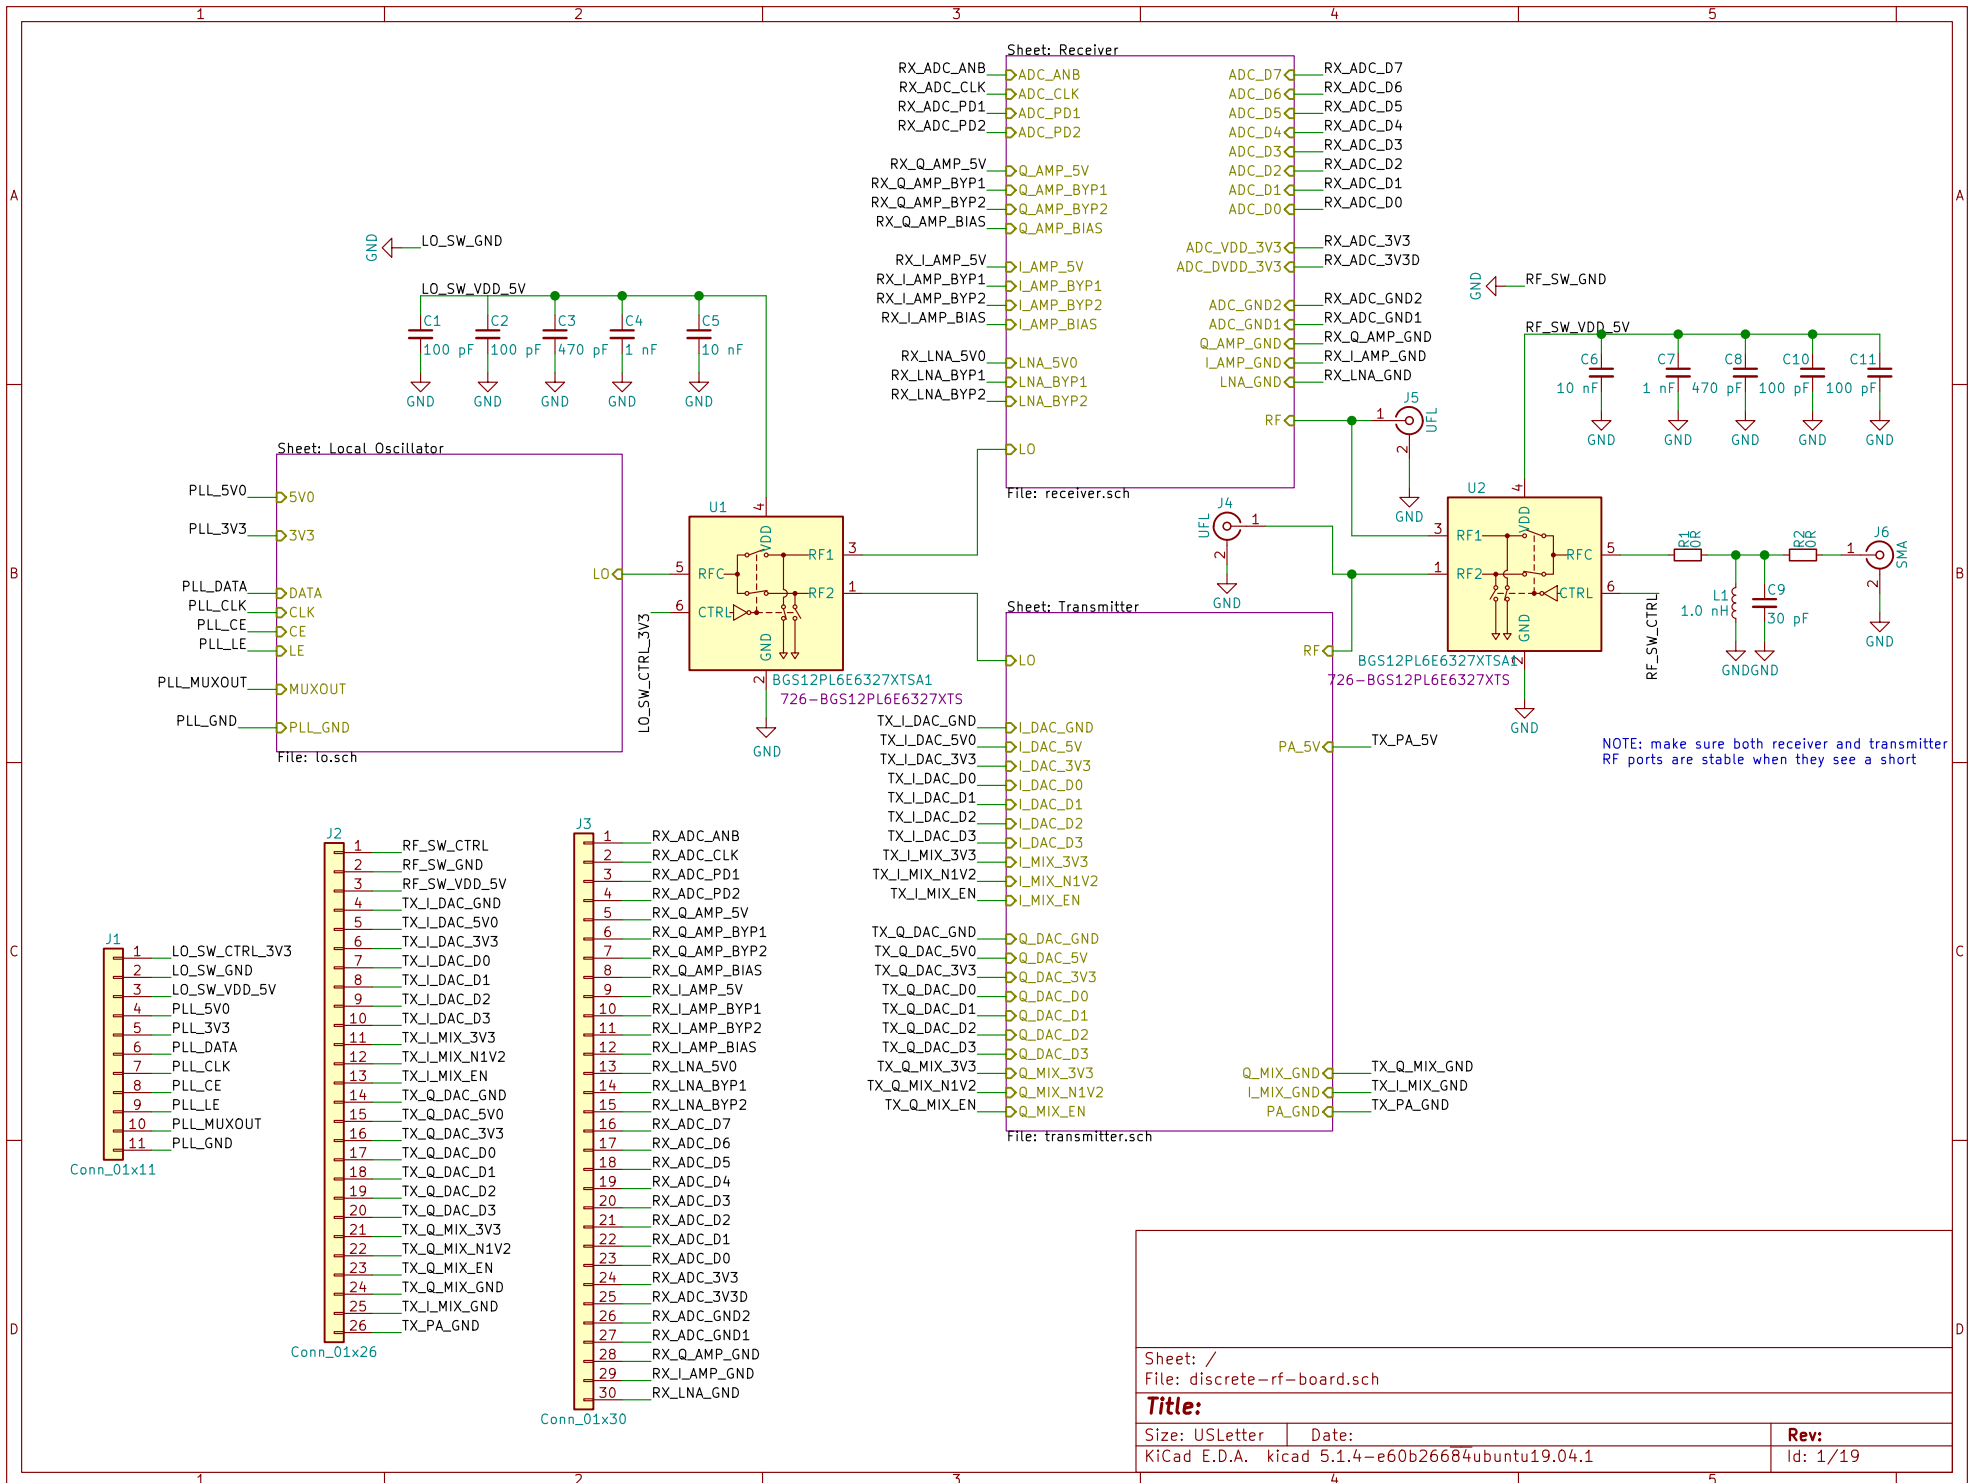 1 2 3 4 5
A
B
C
D
A
B
C
D
1 2 3 4 5
Sheet: Receiver
RX_ADC_ANB
RX_ADC_CLK
RX_ADC_PD1
RX_ADC_PD2
RX_Q_AMP_5V
RX_Q_AMP_BYP1
RX_Q_AMP_BYP2
RX_Q_AMP_BIAS
RX_I_AMP_5V
RX_I_AMP_BYP1
RX_I_AMP_BYP2
RX_I_AMP_BIAS
RX_LNA_5V0
RX_LNA_BYP1
RX_LNA_BYP2
ADC_ANB
ADC_CLK
ADC_PD1
ADC_PD2
Q_AMP_5V
Q_AMP_BYP1
Q_AMP_BYP2
Q_AMP_BIAS
I_AMP_5V
I_AMP_BYP1
I_AMP_BYP2
I_AMP_BIAS
LNA_5V0
LNA_BYP1
LNA_BYP2
LO
ADC_D7
ADC_D6
ADC_D5
ADC_D4
ADC_D3
ADC_D2
ADC_D1
ADC_D0
ADC_VDD_3V3
ADC_DVDD_3V3
ADC_GND2
ADC_GND1
Q_AMP_GND
I_AMP_GND
LNA_GND
RF
RX_ADC_D7
RX_ADC_D6
RX_ADC_D5
RX_ADC_D4
RX_ADC_D3
RX_ADC_D2
RX_ADC_D1
RX_ADC_D0
RX_ADC_3V3
RX_ADC_3V3D
RX_ADC_GND2
RX_ADC_GND1
RX_Q_AMP_GND
RX_I_AMP_GND
RX_LNA_GND
File: receiver.sch
GND
LO_SW_GND
LO_SW_VDD_5V
C1 C2 C3 C4 C5
100 pF 100 pF 470 pF 1 nF 10 nF
GND GND GND GND GND
GND
RF_SW_GND
RF_SW_VDD_5V
C6 C7 C8 C10 C11
10 nF 1 nF 470 pF 100 pF 100 pF
GND GND GND GND GND
Sheet: Local Oscillator
PLL_5V0
PLL_3V3
PLL_DATA
PLL_CLK
PLL_CE
PLL_LE
PLL_MUXOUT
PLL_GND
5V0
3V3
DATA
CLK
CE
LE
MUXOUT
PLL_GND
LO
File: lo.sch
U1
4
VDD
5 RFC
6 CTRL
RF1 3
RF2 1
GND
2
LO_SW_CTRL_3V3
BGS12PL6E6327XTSA1
726-BGS12PL6E6327XTS
GND
J5
1
UFL
2
GND
J4
UFL
1
2
GND
U2
4
VDD
3 RF1
1 RF2
RFC 5
CTRL 6
GND
2
BGS12PL6E6327XTSA1
726-BGS12PL6E6327XTS
GND
RF_SW_CTRL
R1
0R
L1
1.0 nH
GND
C9
30 pF
GND
R2
0R
J6
1
SMA
2
GND
NOTE: make sure both receiver and transmitter
RF ports are stable when they see a short
Sheet: Transmitter
LO
TX_I_DAC_GND
TX_I_DAC_5V0
TX_I_DAC_3V3
TX_I_DAC_D0
TX_I_DAC_D1
TX_I_DAC_D2
TX_I_DAC_D3
TX_I_MIX_3V3
TX_I_MIX_N1V2
TX_I_MIX_EN
TX_Q_DAC_GND
TX_Q_DAC_5V0
TX_Q_DAC_3V3
TX_Q_DAC_D0
TX_Q_DAC_D1
TX_Q_DAC_D2
TX_Q_DAC_D3
TX_Q_MIX_3V3
TX_Q_MIX_N1V2
TX_Q_MIX_EN
I_DAC_GND
I_DAC_5V
I_DAC_3V3
I_DAC_D0
I_DAC_D1
I_DAC_D2
I_DAC_D3
I_MIX_3V3
I_MIX_N1V2
I_MIX_EN
Q_DAC_GND
Q_DAC_5V
Q_DAC_3V3
Q_DAC_D0
Q_DAC_D1
Q_DAC_D2
Q_DAC_D3
Q_MIX_3V3
Q_MIX_N1V2
Q_MIX_EN
RF
PA_5V
TX_PA_5V
Q_MIX_GND
I_MIX_GND
PA_GND
TX_Q_MIX_GND
TX_I_MIX_GND
TX_PA_GND
File: transmitter.sch
J1
1 LO_SW_CTRL_3V3
2 LO_SW_GND
3 LO_SW_VDD_5V
4 PLL_5V0
5 PLL_3V3
6 PLL_DATA
7 PLL_CLK
8 PLL_CE
9 PLL_LE
10 PLL_MUXOUT
11 PLL_GND
Conn_01x11
J2
1 RF_SW_CTRL
2 RF_SW_GND
3 RF_SW_VDD_5V
4 TX_I_DAC_GND
5 TX_I_DAC_5V0
6 TX_I_DAC_3V3
7 TX_I_DAC_D0
8 TX_I_DAC_D1
9 TX_I_DAC_D2
10 TX_I_DAC_D3
11 TX_I_MIX_3V3
12 TX_I_MIX_N1V2
13 TX_I_MIX_EN
14 TX_Q_DAC_GND
15 TX_Q_DAC_5V0
16 TX_Q_DAC_3V3
17 TX_Q_DAC_D0
18 TX_Q_DAC_D1
19 TX_Q_DAC_D2
20 TX_Q_DAC_D3
21 TX_Q_MIX_3V3
22 TX_Q_MIX_N1V2
23 TX_Q_MIX_EN
24 TX_Q_MIX_GND
25 TX_I_MIX_GND
26 TX_PA_GND
Conn_01x26
J3
1 RX_ADC_ANB
2 RX_ADC_CLK
3 RX_ADC_PD1
4 RX_ADC_PD2
5 RX_Q_AMP_5V
6 RX_Q_AMP_BYP1
7 RX_Q_AMP_BYP2
8 RX_Q_AMP_BIAS
9 RX_I_AMP_5V
10 RX_I_AMP_BYP1
11 RX_I_AMP_BYP2
12 RX_I_AMP_BIAS
13 RX_LNA_5V0
14 RX_LNA_BYP1
15 RX_LNA_BYP2
16 RX_ADC_D7
17 RX_ADC_D6
18 RX_ADC_D5
19 RX_ADC_D4
20 RX_ADC_D3
21 RX_ADC_D2
22 RX_ADC_D1
23 RX_ADC_D0
24 RX_ADC_3V3
25 RX_ADC_3V3D
26 RX_ADC_GND2
27 RX_ADC_GND1
28 RX_Q_AMP_GND
29 RX_I_AMP_GND
30 RX_LNA_GND
Conn_01x30
Sheet: /
File: discrete-rf-board.sch
Title:
Size: USLetter Date: Rev:
KiCad E.D.A. kicad 5.1.4-e60b266~84~ubuntu19.04.1 Id: 1/19